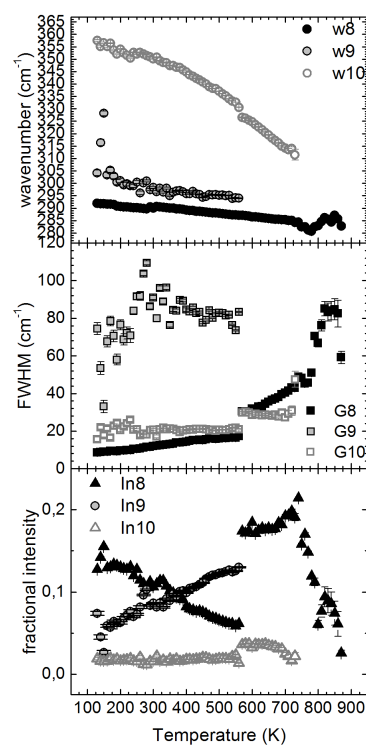 365
360
355
350
345
340
335
330
325
320
315
310
305
300
295
290
285
280
wavenumber (cm⁻¹)
w8
w9
w10
120
100
80
60
40
20
0
FWHM (cm⁻¹)
G8
G9
G10
0,2
0,1
0,0
fractional intensity
In8
In9
In10
100 200 300 400 500 600 700 800 900
Temperature (K)